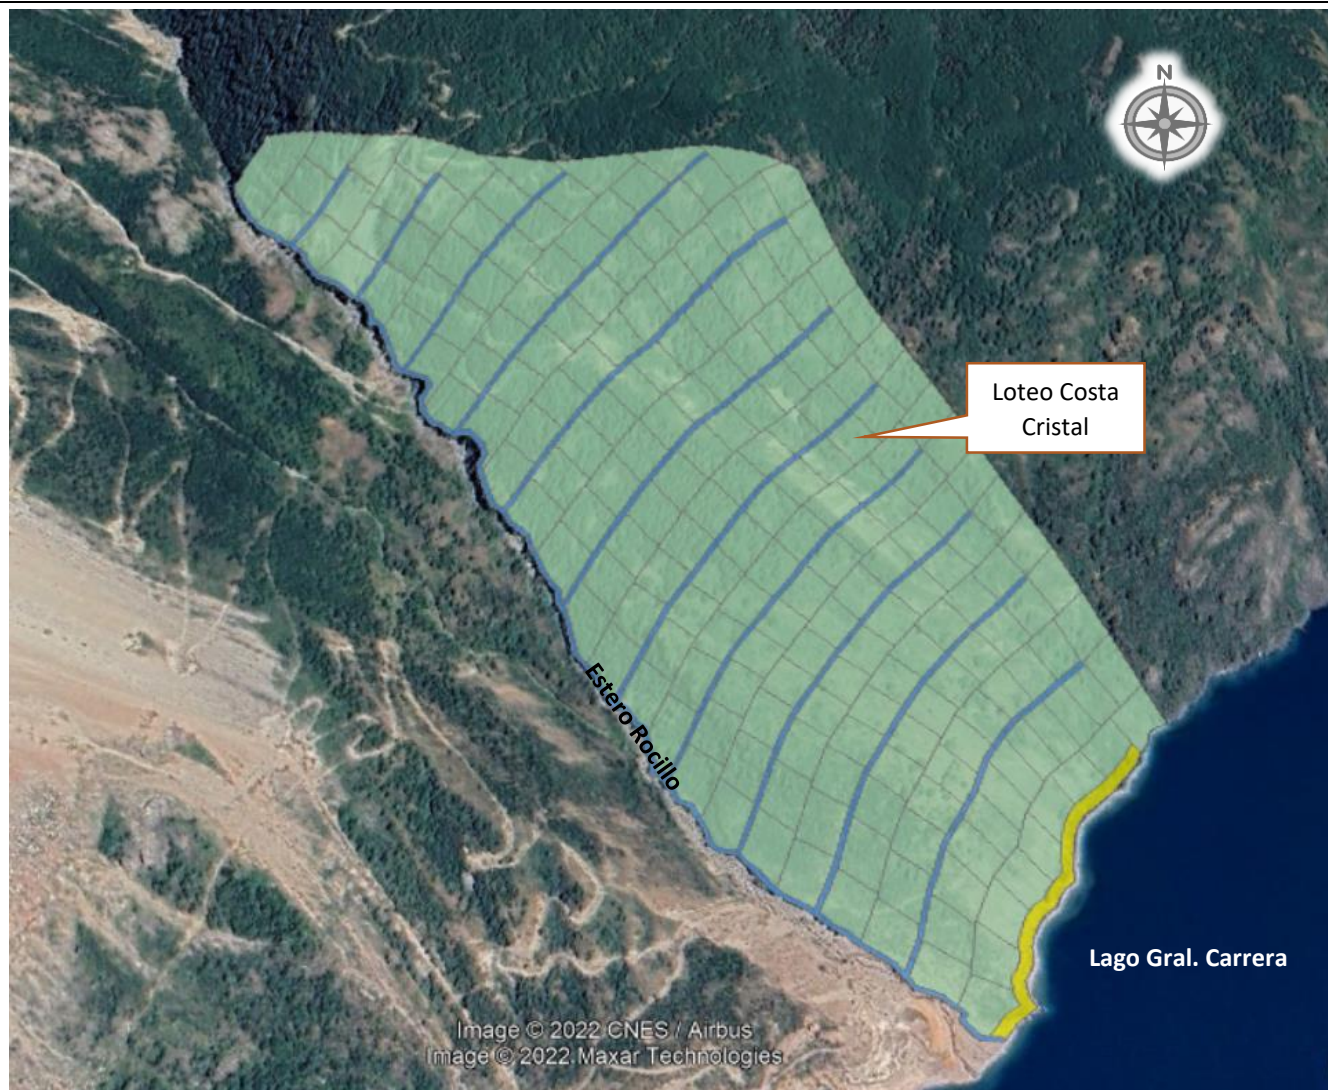 N
Loteo Costa
Cristal
Estero Rocillo
Lago Gral. Carrera
Image © 2022 CNES / Airbus
Image © 2022 Maxar Technologies